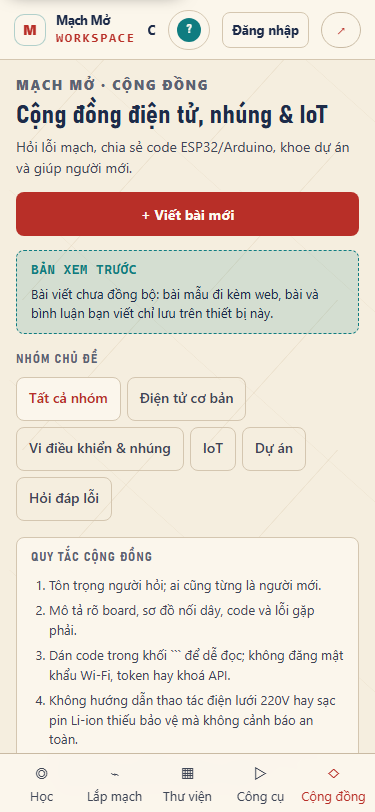 M
Mạch Mở
WORKSPACE
C
?
Đăng nhập
↗
MẠCH MỞ · CỘNG ĐỒNG
Cộng đồng điện tử, nhúng & IoT
Hỏi lỗi mạch, chia sẻ code ESP32/Arduino, khoe dự án
và giúp người mới.
+ Viết bài mới
BẢN XEM TRƯỚC
Bài viết chưa đồng bộ: bài mẫu đi kèm web, bài và
bình luận bạn viết chỉ lưu trên thiết bị này.
NHÓM CHỦ ĐỀ
Tất cả nhóm
Điện tử cơ bản
Vi điều khiển & nhúng
IoT
Dự án
Hỏi đáp lỗi
QUY TẮC CỘNG ĐỒNG
1. Tôn trọng người hỏi; ai cũng từng là người mới.
2. Mô tả rõ board, sơ đồ nối dây, code và lỗi gặp
phải.
3. Dán code trong khối ``` để dễ đọc; không đăng mật
khẩu Wi-Fi, token hay khoá API.
4. Không hướng dẫn thao tác điện lưới 220V hay sạc
pin Li-ion thiếu bảo vệ mà không cảnh báo an
toàn.
Học
Lắp mạch
Thư viện
Công cụ
Cộng đồng